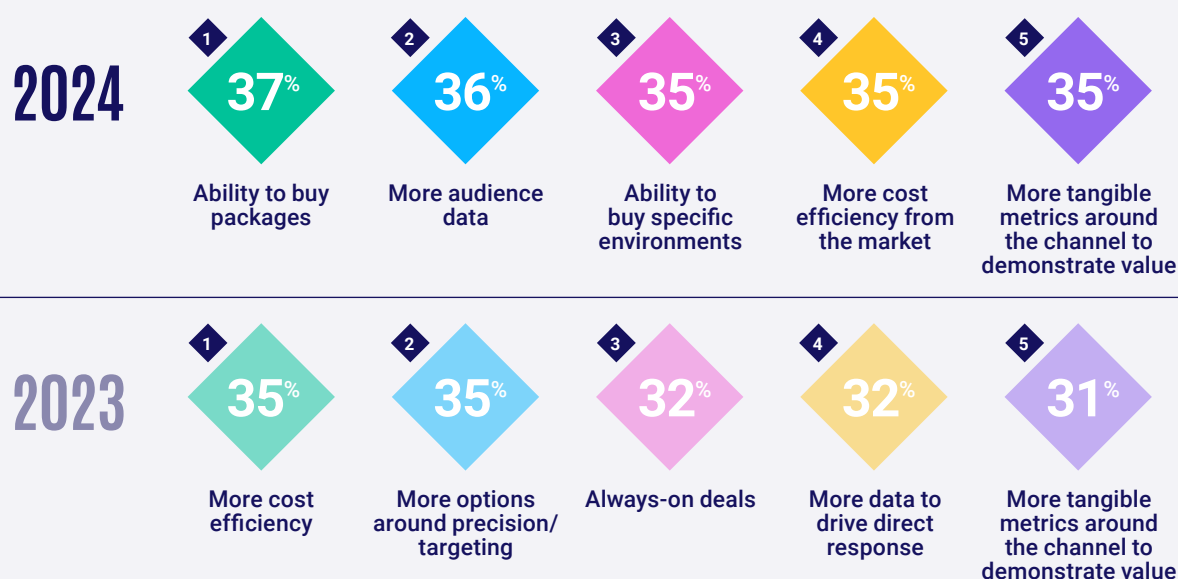 2024
1
37%
Ability to buy
packages
2
36%
More audience
data
3
35%
Ability to
buy specific
environments
4
35%
More cost
efficiency from
the market
5
35%
More tangible
metrics around
the channel to
demonstrate value
2023
1
35%
More cost
efficiency
2
35%
More options
around precision/
targeting
3
32%
Always-on deals
4
32%
More data to
drive direct
response
5
31%
More tangible
metrics around
the channel to
demonstrate value